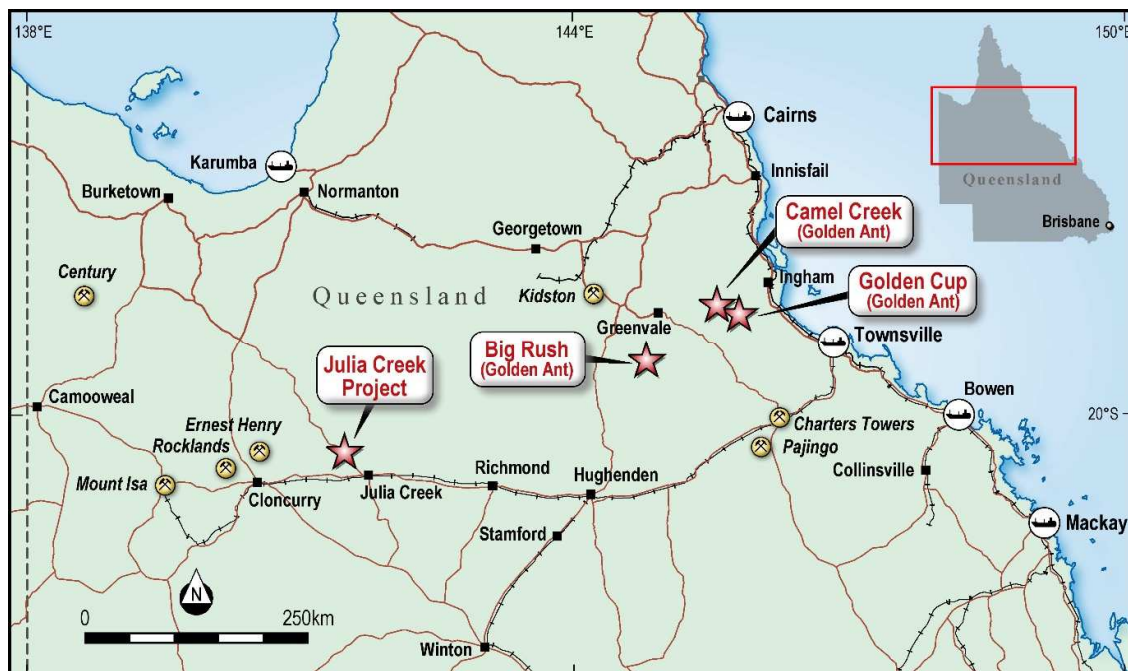 138°E
144°E
150°E
Cairns
Karumba
Innisfail
Burketown
Normanton
Queensland
Brisbane
Camel Creek
(Golden Ant)
Georgetown
Century
Kidston
Ingham
Golden Cup
(Golden Ant)
Queensland
Greenvale
Townsville
Big Rush
(Golden Ant)
Julia Creek
Project
Camooweal
Bowen
20°S
Ernest Henry
Charters Towers
Rocklands
Pajingo
Mount Isa
Richmond
Hughenden
Collinsville
Cloncurry
Julia Creek
Stamford
Mackay
N
0
250km
Winton